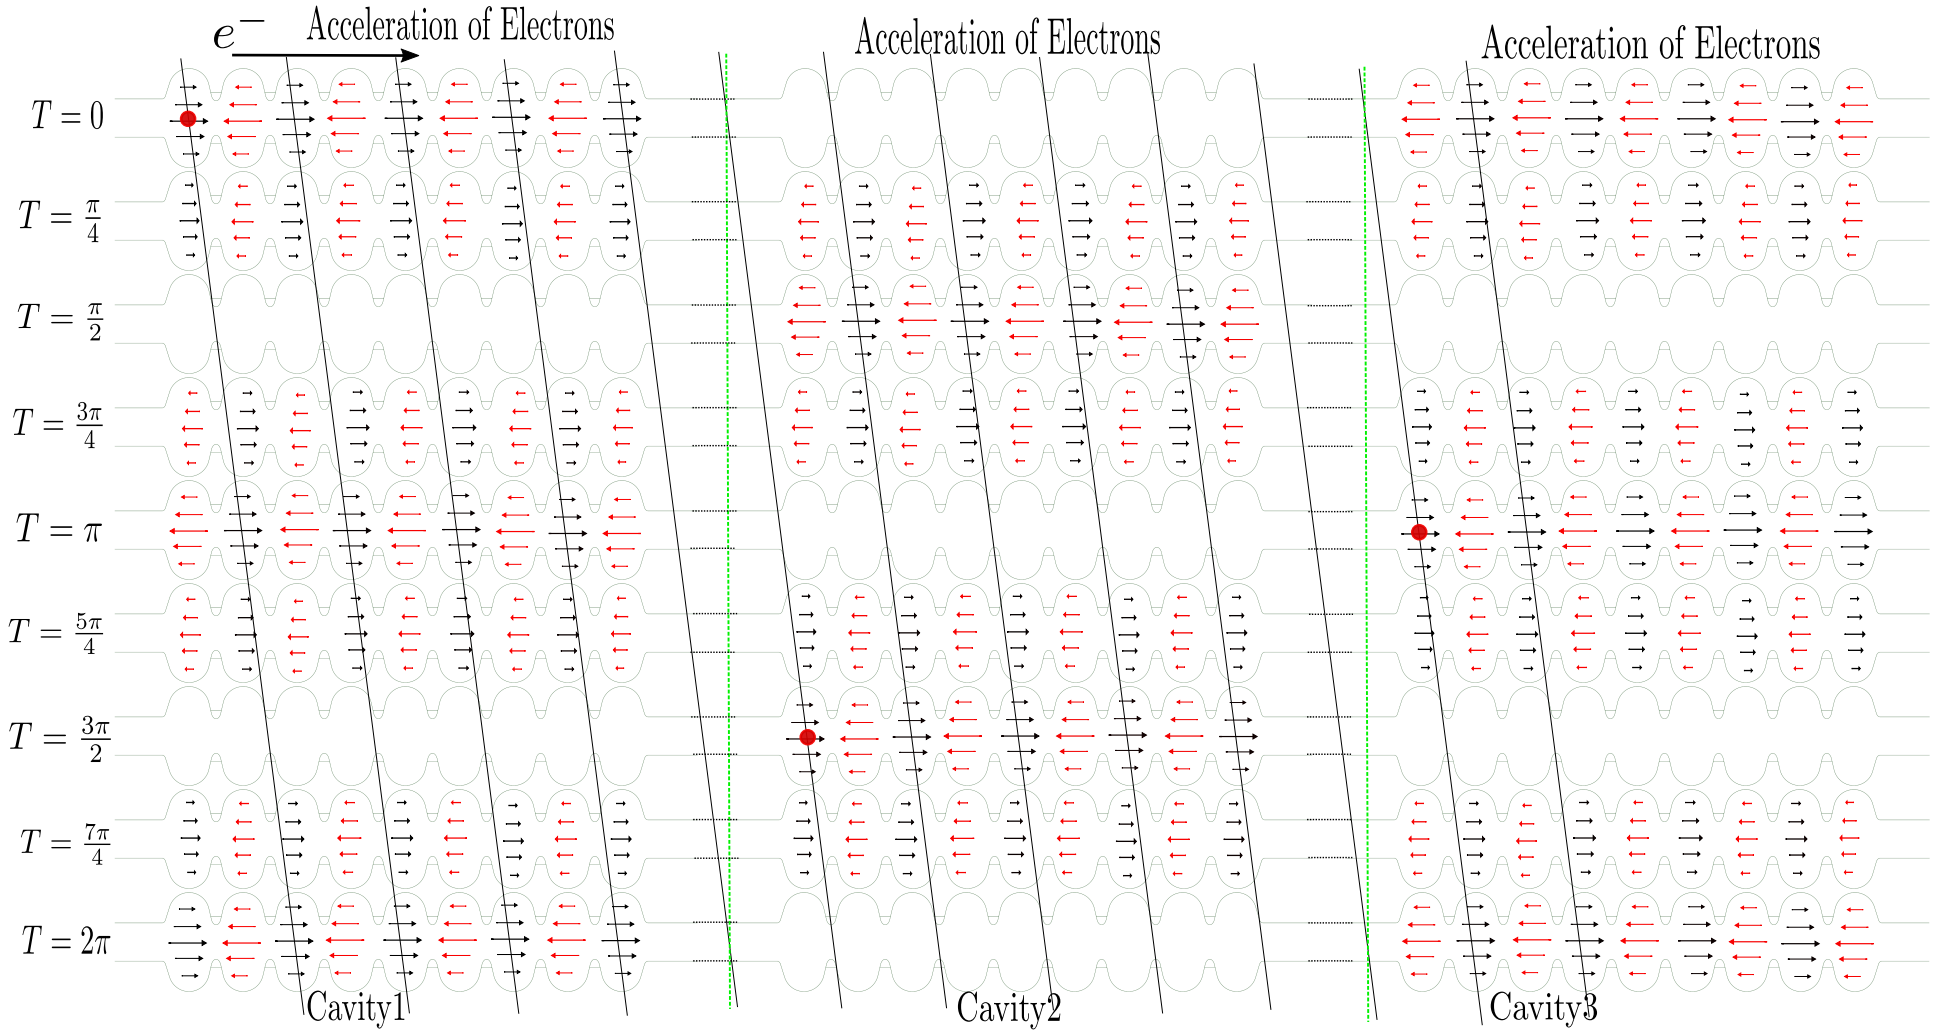 e⁻
Acceleration of Electrons
Acceleration of Electrons
Acceleration of Electrons
T = 0
T = π/4
T = π/2
T = 3π/4
T = π
T = 5π/4
T = 3π/2
T = 7π/4
T = 2π
Cavity1
Cavity2
Cavity3